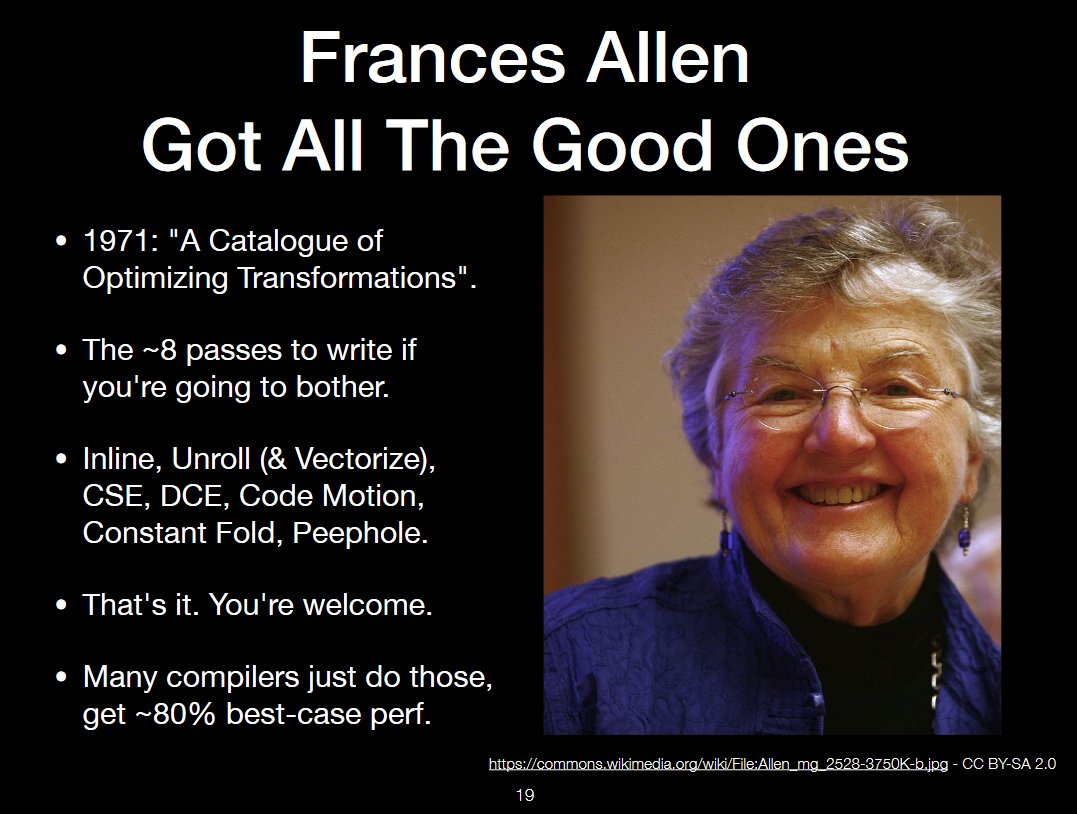 Frances Allen
Got All The Good Ones
• 1971: "A Catalogue of
Optimizing Transformations".
• The ~8 passes to write if
you're going to bother.
• Inline, Unroll (& Vectorize),
CSE, DCE, Code Motion,
Constant Fold, Peephole.
• That's it. You're welcome.
• Many compilers just do those,
get ~80% best-case perf.
https://commons.wikimedia.org/wiki/File:Allen_mg_2528-3750K-b.jpg - CC BY-SA 2.0
19